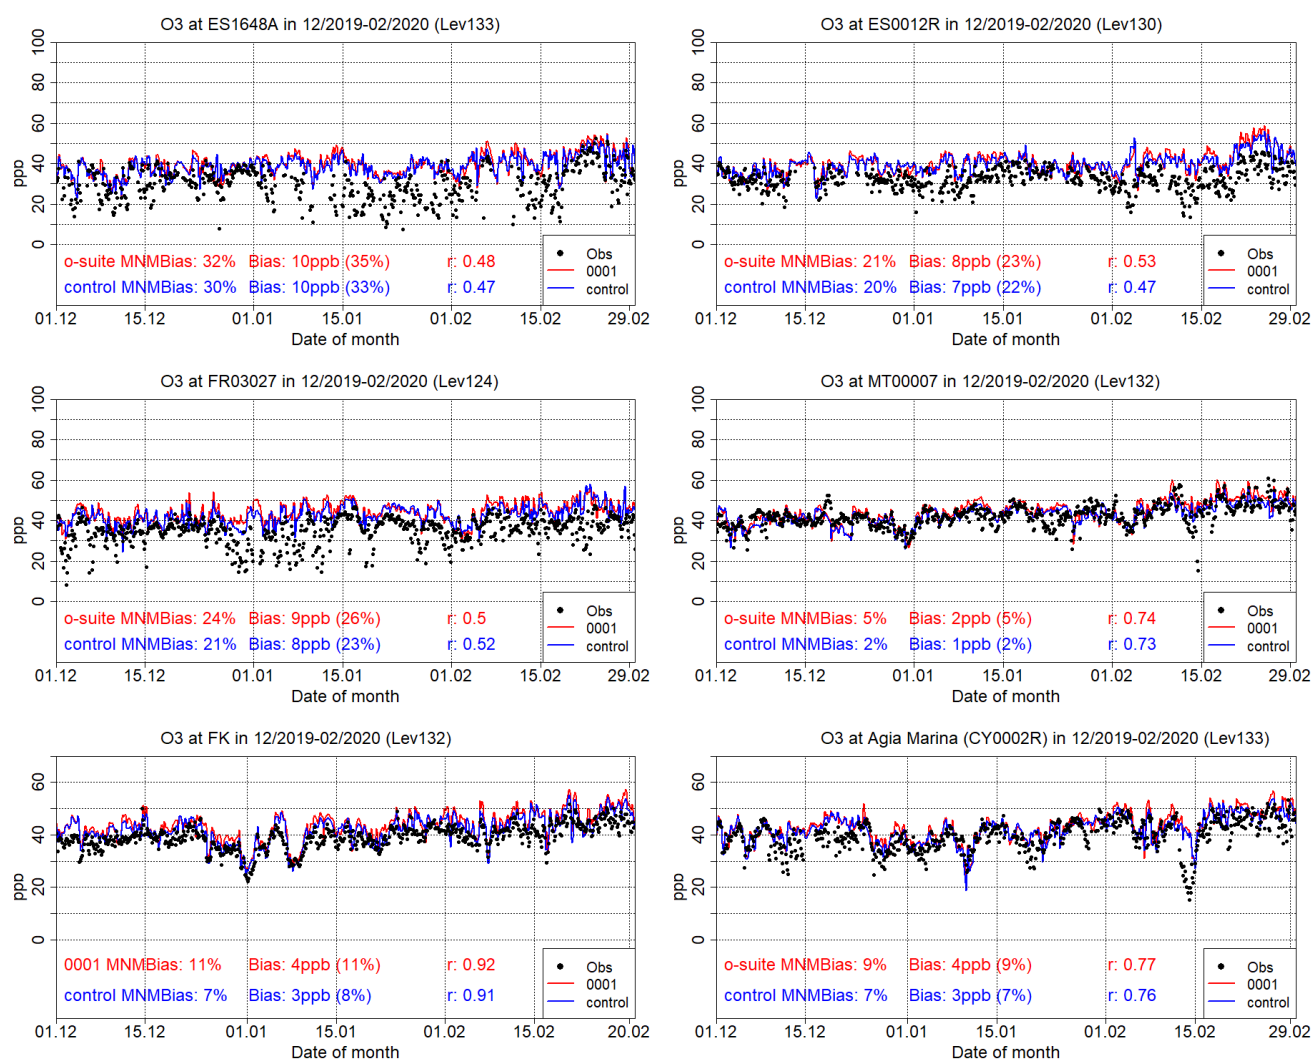 O3 at ES1648A in 12/2019-02/2020 (Lev133)
ppb
100
80
60
40
20
0
o-suite MNMBias: 32% Bias: 10ppb (35%) r: 0.48
control MNMBias: 30% Bias: 10ppb (33%) r: 0.47
Obs
0001
control
01.12 15.12 01.01 15.01 01.02 15.02 29.02
Date of month
O3 at ES0012R in 12/2019-02/2020 (Lev130)
ppb
100
80
60
40
20
0
o-suite MNMBias: 21% Bias: 8ppb (23%) r: 0.53
control MNMBias: 20% Bias: 7ppb (22%) r: 0.47
Obs
0001
control
01.12 15.12 01.01 15.01 01.02 15.02 29.02
Date of month
O3 at FR03027 in 12/2019-02/2020 (Lev124)
ppb
100
80
60
40
20
0
o-suite MNMBias: 24% Bias: 9ppb (26%) r: 0.5
control MNMBias: 21% Bias: 8ppb (23%) r: 0.52
Obs
0001
control
01.12 15.12 01.01 15.01 01.02 15.02 29.02
Date of month
O3 at MT00007 in 12/2019-02/2020 (Lev132)
ppb
100
80
60
40
20
0
o-suite MNMBias: 5% Bias: 2ppb (5%) r: 0.74
control MNMBias: 2% Bias: 1ppb (2%) r: 0.73
Obs
0001
control
01.12 15.12 01.01 15.01 01.02 15.02 29.02
Date of month
O3 at FK in 12/2019-02/2020 (Lev132)
ppb
60
40
20
0
0001 MNMBias: 11% Bias: 4ppb (11%) r: 0.92
control MNMBias: 7% Bias: 3ppb (8%) r: 0.91
Obs
0001
control
01.12 15.12 01.01 15.01 01.02 15.02 20.02
Date of month
O3 at Agia Marina (CY0002R) in 12/2019-02/2020 (Lev133)
ppb
60
40
20
0
o-suite MNMBias: 9% Bias: 4ppb (9%) r: 0.77
control MNMBias: 7% Bias: 3ppb (7%) r: 0.76
Obs
0001
control
01.12 15.12 01.01 15.01 01.02 15.02 29.02
Date of month